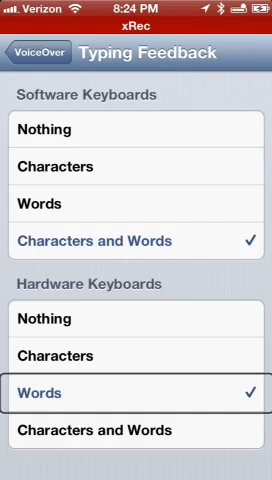 Verizon 8:24 PM
xRec
VoiceOver Typing Feedback
Software Keyboards
Nothing
Characters
Words
Characters and Words
Hardware Keyboards
Nothing
Characters
Words
Characters and Words